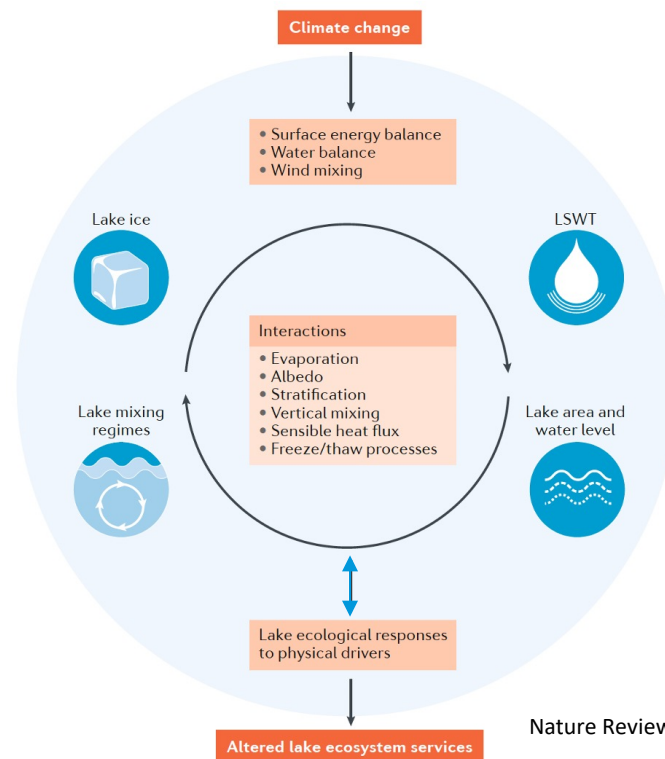 Climate change
• Surface energy balance
• Water balance
• Wind mixing
Lake ice
LSWT
Interactions
• Evaporation
• Albedo
• Stratification
• Vertical mixing
• Sensible heat flux
• Freeze/thaw processes
Lake mixing
regimes
Lake area and
water level
Lake ecological responses
to physical drivers
Altered lake ecosystem services
Nature Review